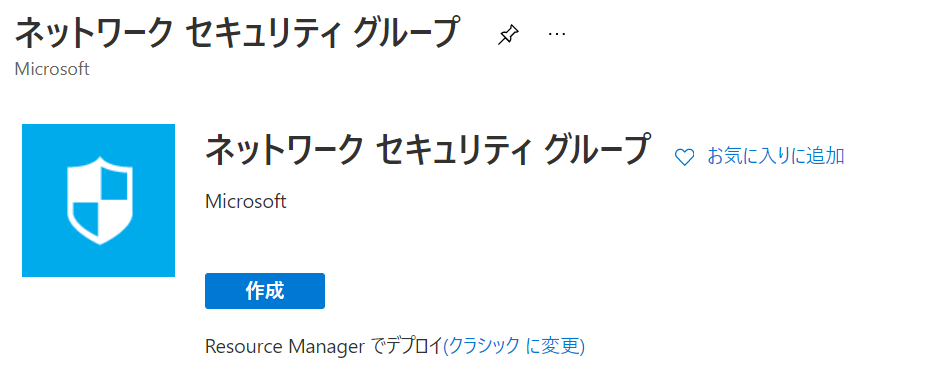 ネットワーク セキュリティ グループ
Microsoft
ネットワーク セキュリティ グループ
お気に入りに追加
Microsoft
作成
Resource Manager でデプロイ(クラシック に変更)